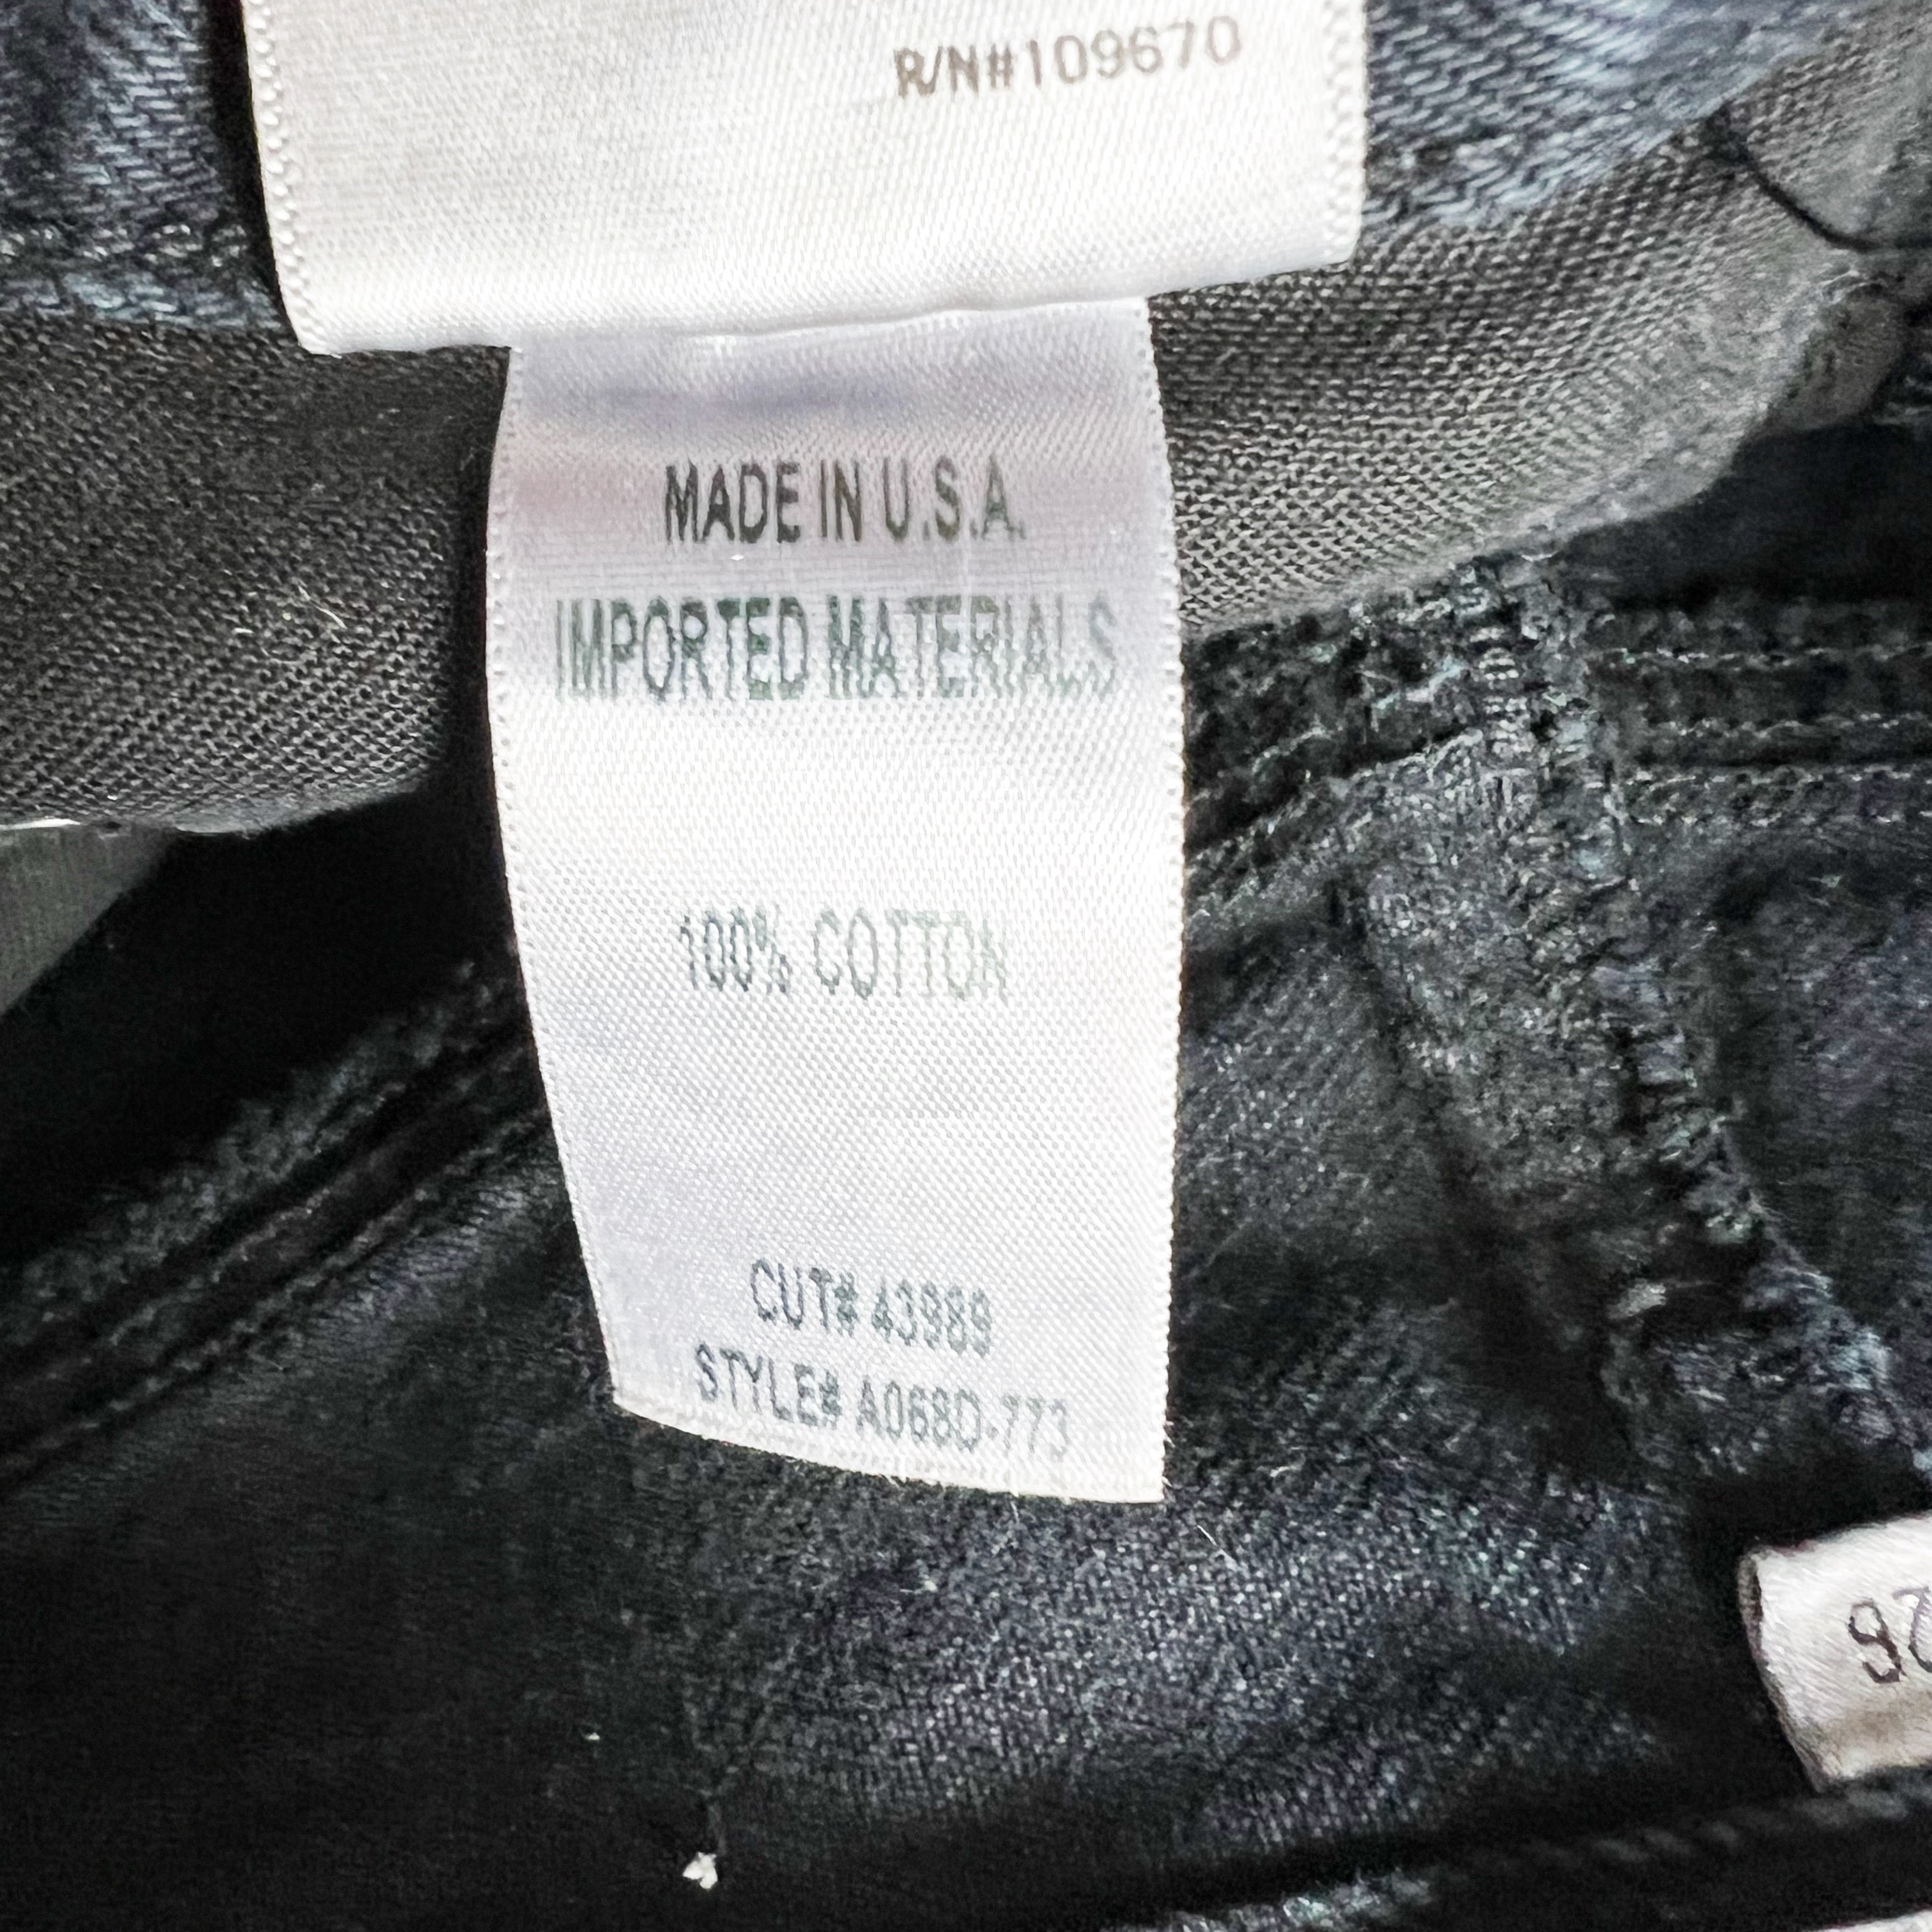 R/N#109670
MADE IN U.S.A.
IMPORTED MATERIALS
100% COTTON
CUT# 43989
STYLE# A068D-773